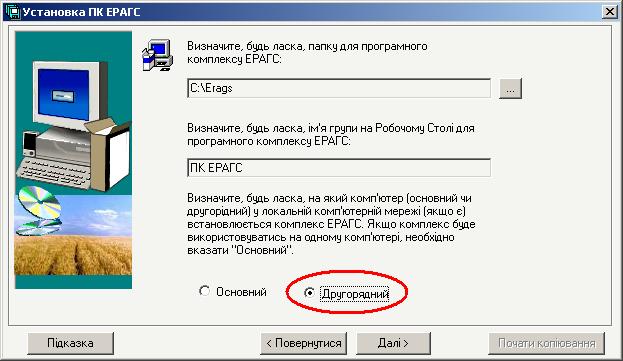 Установка ПК ЕРАГС
Визначте, будь ласка, папку для програмного
комплексу ЕРАГС:
C:\Erags
...
Визначте, будь ласка, ім'я групи на Робочому Столі для
програмного комплексу ЕРАГС:
ПК ЕРАГС
Визначте, будь ласка, на який комп'ютер (основний чи
другорідний) у локальній комп'ютерній мережі (якщо є)
встановлюється комплекс ЕРАГС. Якщо комплекс буде
використовуватись на одному комп'ютері, необхідно
вказати "Основний".
Основний
Другорядний
Підказка
< Повернутися
Далі >
Почати копіювання